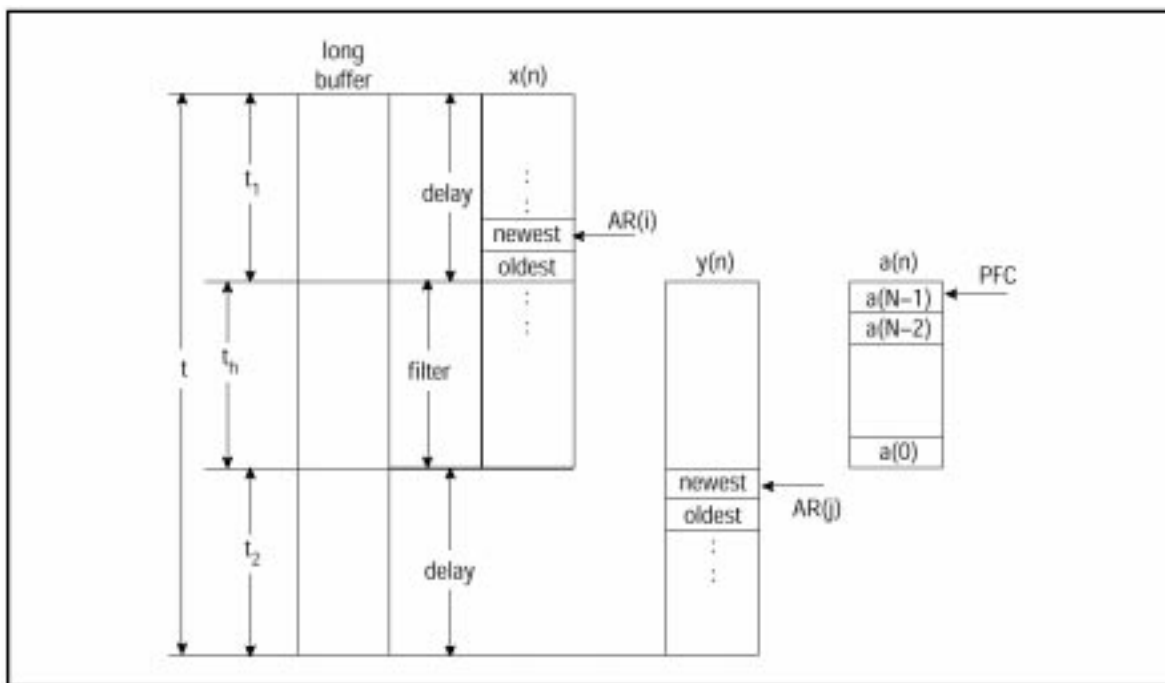 long
buffer
x(n)
t1
delay
:
:
newest
AR(i)
oldest
:
:
y(n)
a(n)
a(N–1)
PFC
a(N–2)
t
th
filter
a(0)
newest
AR(j)
oldest
:
:
t2
delay